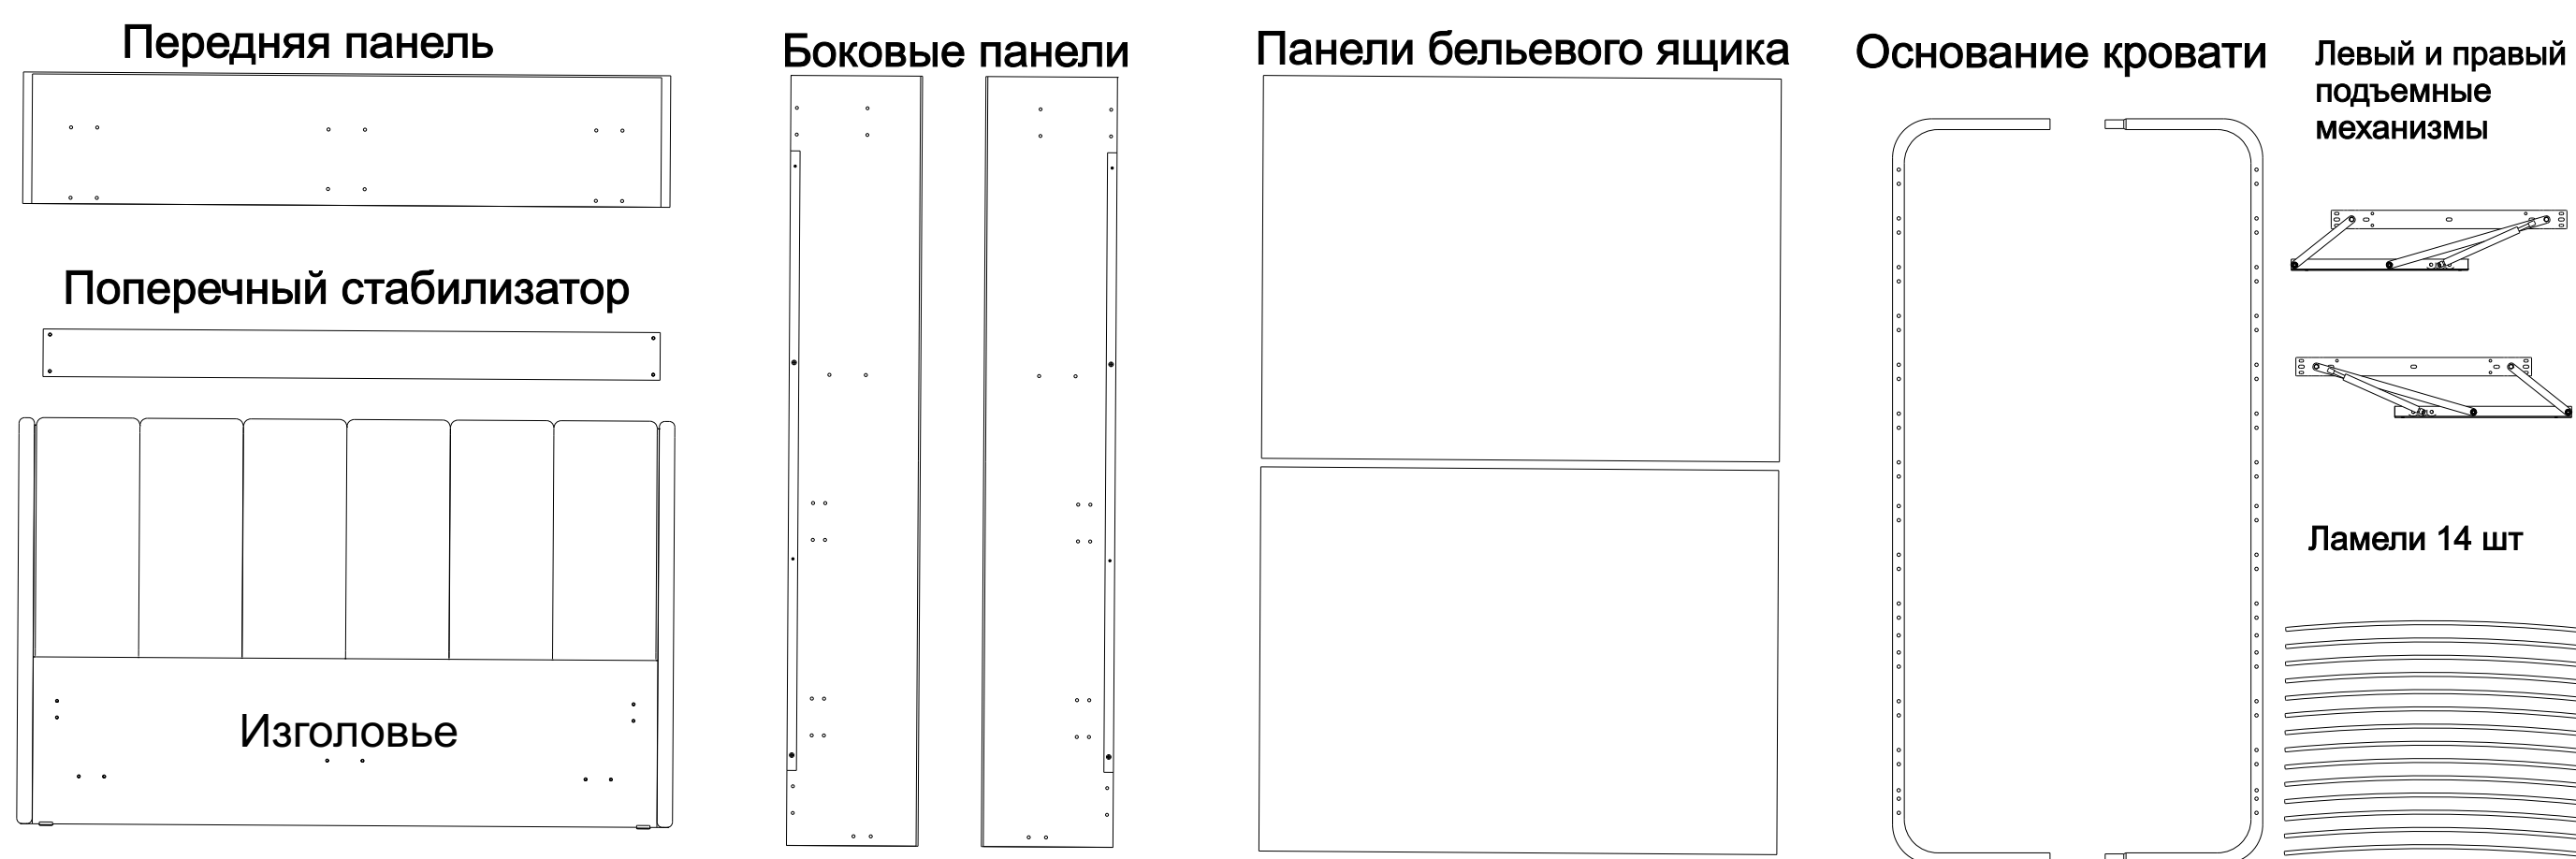 Передняя панель
Поперечный стабилизатор
Изголовье
Боковые панели
Панели бельевого ящика
Основание кровати
Левый и правый
подъемные
механизмы
Ламели 14 шт